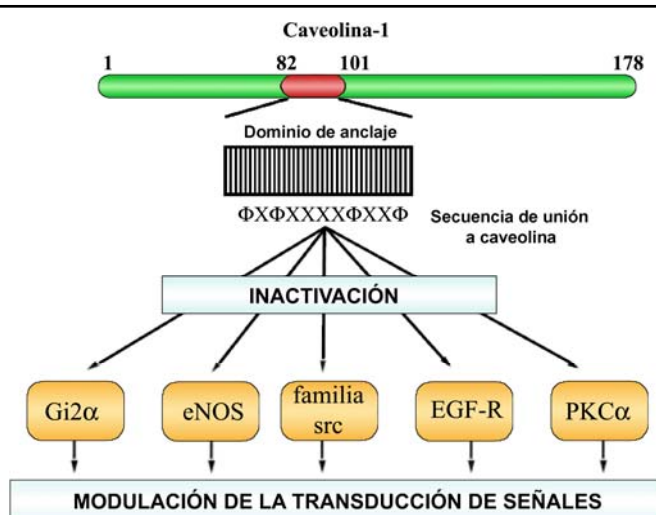 Caveolina-1
1 82 101 178
Dominio de anclaje
ΦXΦXXXXΦXXΦ
Secuencia de unión
a caveolina
INACTIVACIÓN
Gi2α eNOS familia src EGF-R PKCα
MODULACIÓN DE LA TRANSDUCCIÓN DE SEÑALES